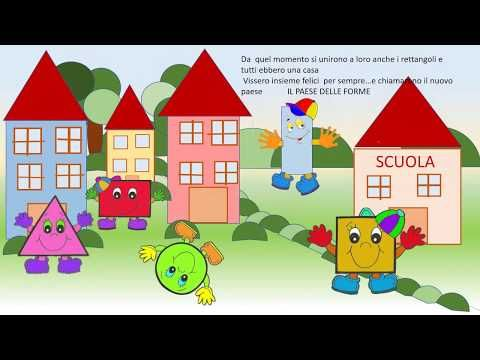 Da quel momento si unirono a loro anche i rettangoli e
tutti ebbero una casa
Vissero insieme felici per sempre...e chiamarono il nuovo
paese IL PAESE DELLE FORME
SCUOLA